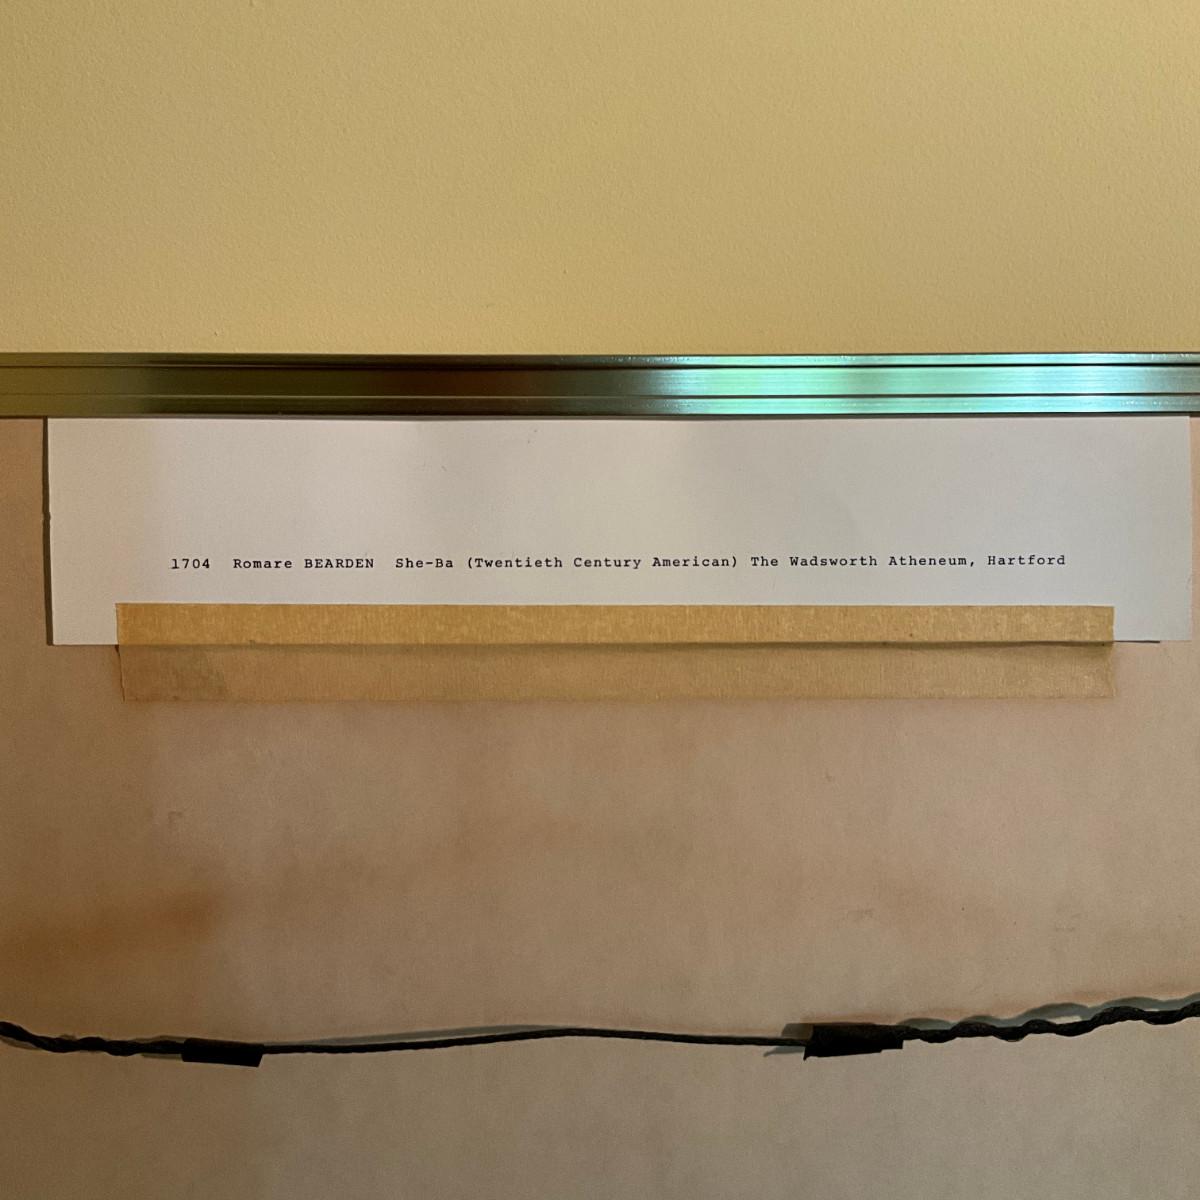 1704  Romare BEARDEN  She-Ba (Twentieth Century American) The Wadsworth Atheneum, Hartford